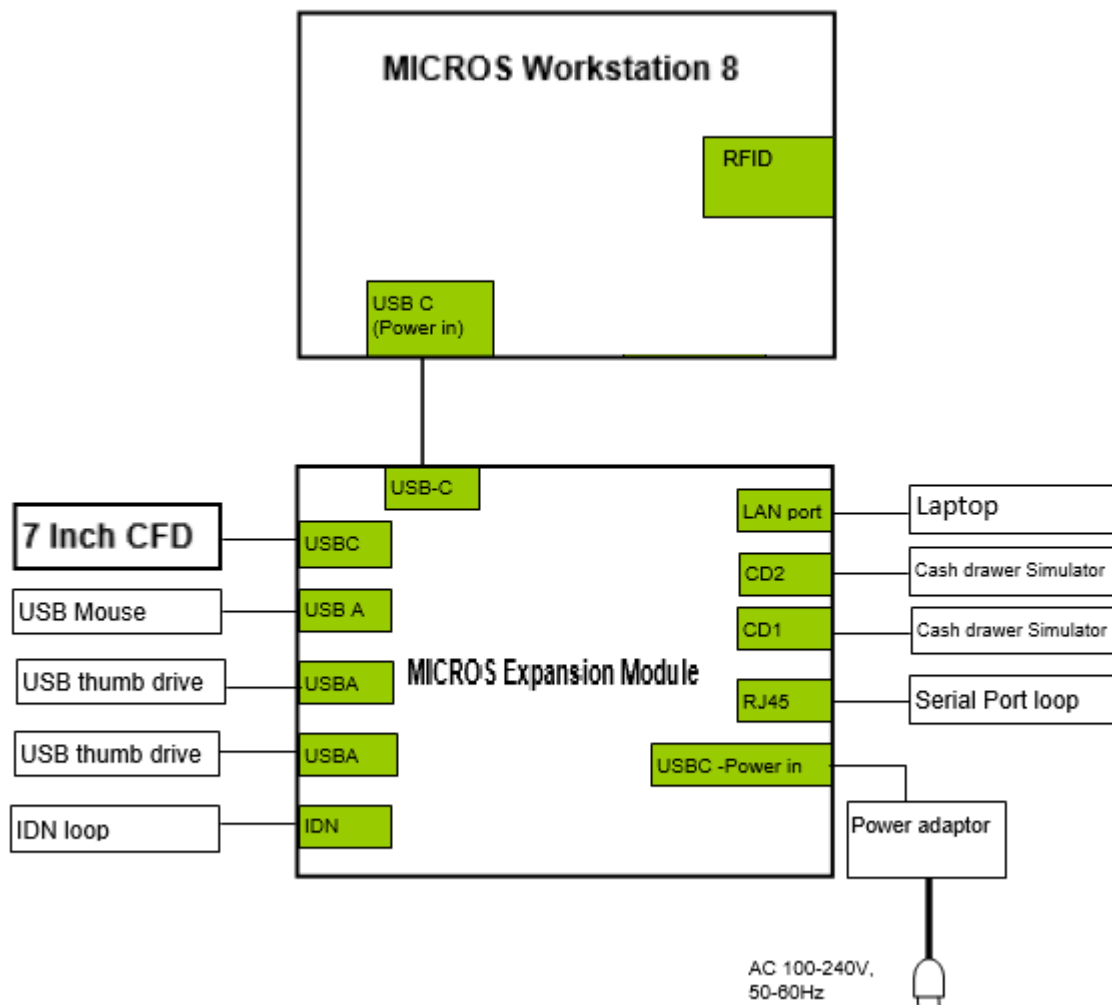 MICROS Workstation 8
RFID
USB C
(Power in)
USB-C
7 Inch CFD
USBC
USB Mouse
USB A
USB thumb drive
USBA
USB thumb drive
USBA
IDN loop
IDN
MICROS Expansion Module
LAN port
Laptop
CD2
Cash drawer Simulator
CD1
Cash drawer Simulator
RJ45
Serial Port loop
USBC -Power in
Power adaptor
AC 100-240V,
50-60Hz